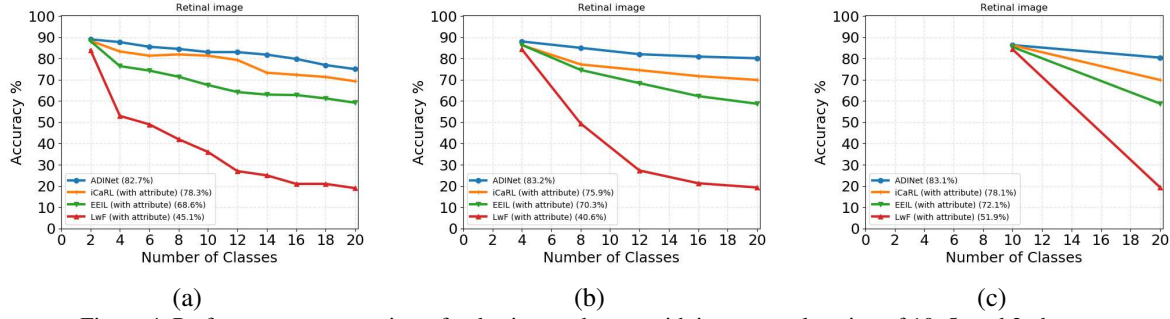 Retinal image
100
90
80
70
60
50
40
30
20
10
0
Accuracy %
ADINet (82.7%)
iCaRL (with attribute) (78.3%)
EEIL (with attribute) (68.6%)
LwF (with attribute) (45.1%)
0 2 4 6 8 10 12 14 16 18 20
Number of Classes
(a)
Retinal image
100
90
80
70
60
50
40
30
20
10
0
Accuracy %
ADINet (83.2%)
iCaRL (with attribute) (75.9%)
EEIL (with attribute) (70.3%)
LwF (with attribute) (40.6%)
0 2 4 6 8 10 12 14 16 18 20
Number of Classes
(b)
Retinal image
100
90
80
70
60
50
40
30
20
10
0
Accuracy %
ADINet (83.1%)
iCaRL (with attribute) (78.1%)
EEIL (with attribute) (72.1%)
LwF (with attribute) (51.9%)
0 2 4 6 8 10 12 14 16 18 20
Number of Classes
(c)